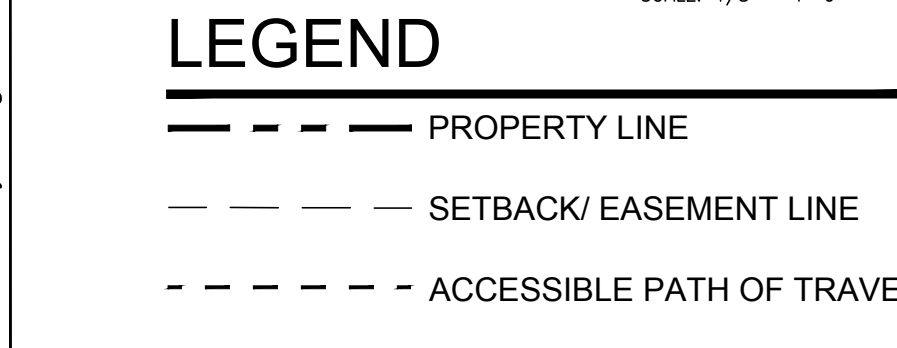 LEGEND
PROPERTY LINE
SETBACK/ EASEMENT LINE
ACCESSIBLE PATH OF TRAVE